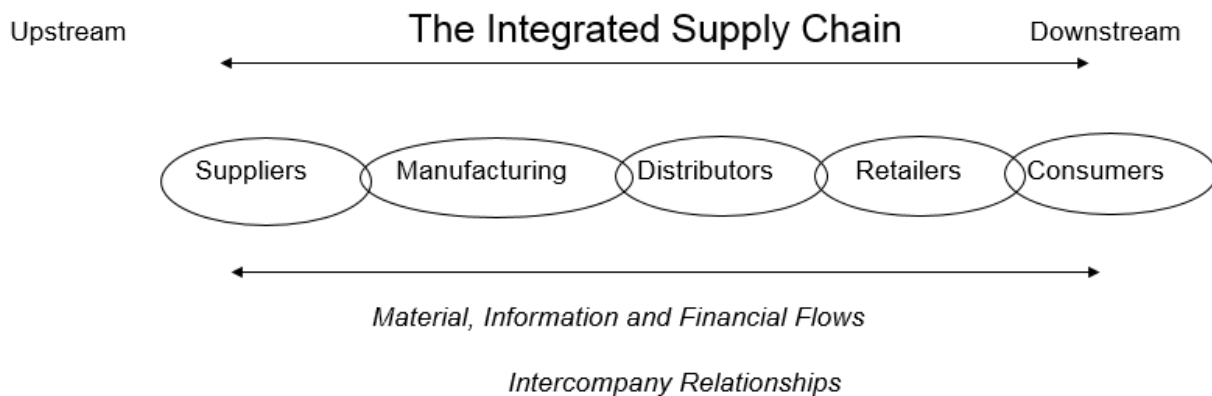 Upstream
The Integrated Supply Chain
Downstream
Suppliers
Manufacturing
Distributors
Retailers
Consumers
Material, Information and Financial Flows
Intercompany Relationships